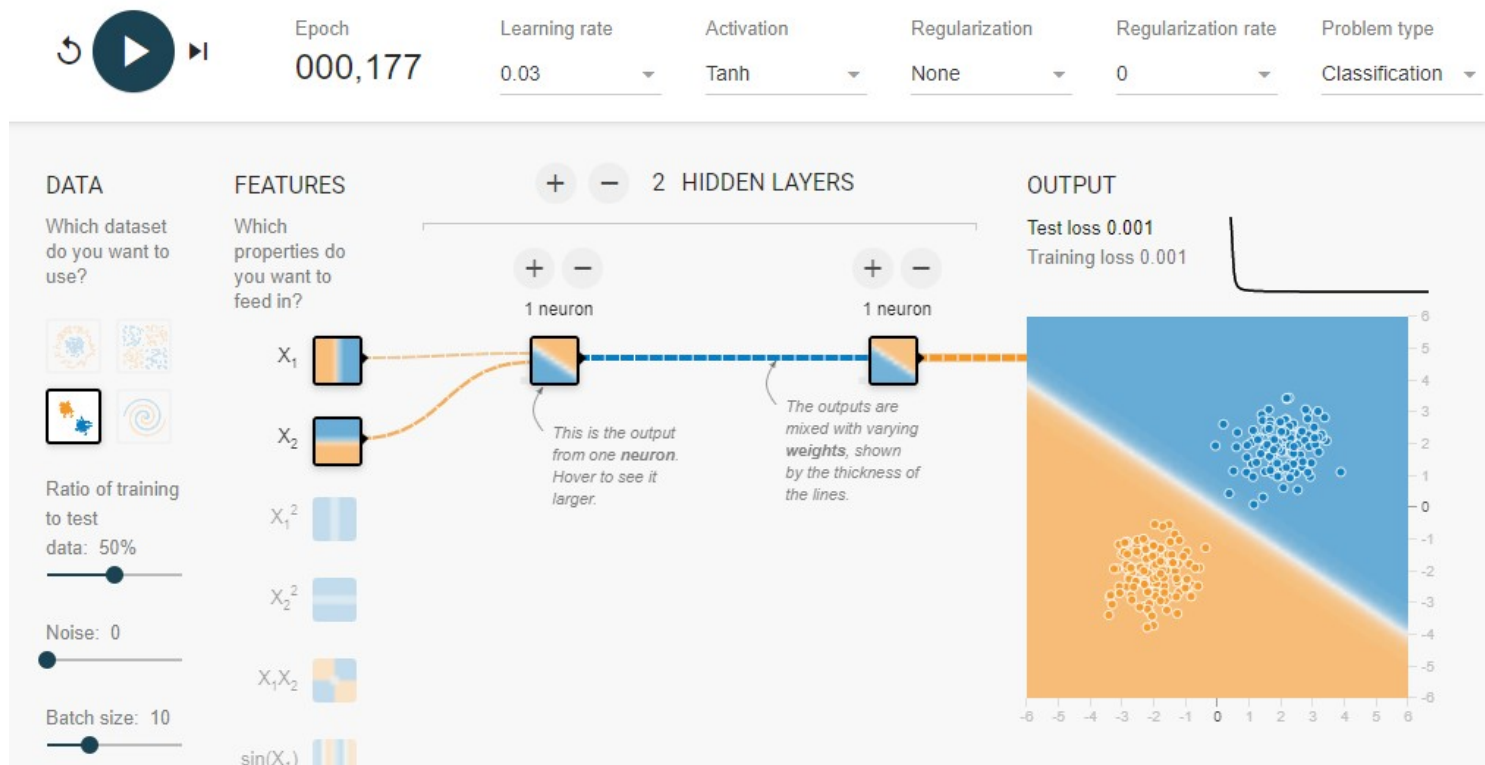 Epoch
000,177
Learning rate
0.03
Activation
Tanh
Regularization
None
Regularization rate
0
Problem type
Classification
DATA
Which dataset
do you want to
use?
Ratio of training
to test
data: 50%
Noise: 0
Batch size: 10
FEATURES
Which
properties do
you want to
feed in?
X₁
X₂
X₁²
X₂²
X₁X₂
sin(X₁)
+ − 2 HIDDEN LAYERS
+ −
1 neuron
This is the output
from one neuron.
Hover to see it
larger.
+ −
1 neuron
The outputs are
mixed with varying
weights, shown
by the thickness of
the lines.
OUTPUT
Test loss 0.001
Training loss 0.001
6
5
4
3
2
1
0
-1
-2
-3
-4
-5
-6
-6 -5 -4 -3 -2 -1 0 1 2 3 4 5 6